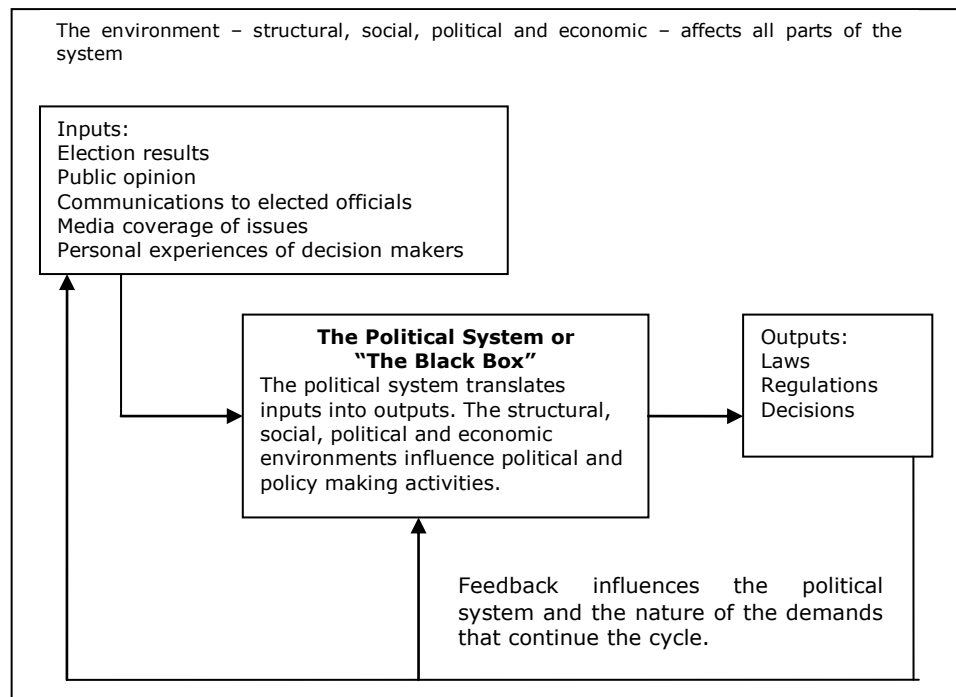 The environment – structural, social, political and economic – affects all parts of the
system
Inputs:
Election results
Public opinion
Communications to elected officials
Media coverage of issues
Personal experiences of decision makers
The Political System or
“The Black Box”
The political system translates
inputs into outputs. The structural,
social, political and economic
environments influence political and
policy making activities.
Outputs:
Laws
Regulations
Decisions
Feedback influences the political
system and the nature of the demands
that continue the cycle.